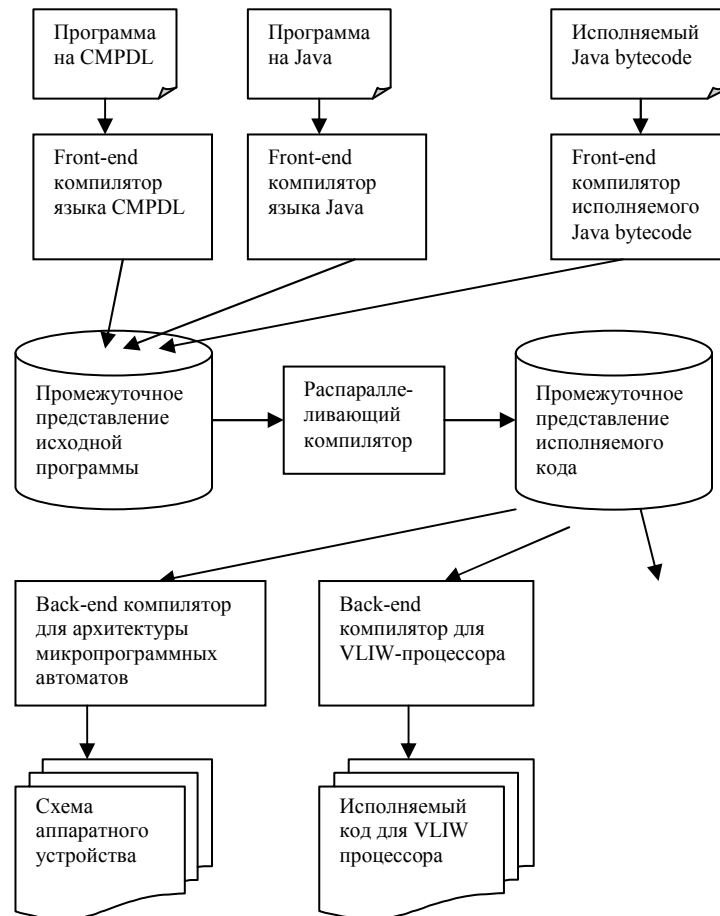 Программа
на CMPDL
Программа
на Java
Исполняемый
Java bytecode
Front-end
компилятор
языка CMPDL
Front-end
компилятор
языка Java
Front-end
компилятор
исполняемого
Java bytecode
Промежуточное
представление
исходной
программы
Распаралле-
ливающий
компилятор
Промежуточное
представление
исполняемого
кода
Back-end компилятор
для архитектуры
микропрограммных
автоматов
Back-end
компилятор для
VLIW-процессора
Схема
аппаратного
устройства
Исполняемый
код для VLIW
процессора